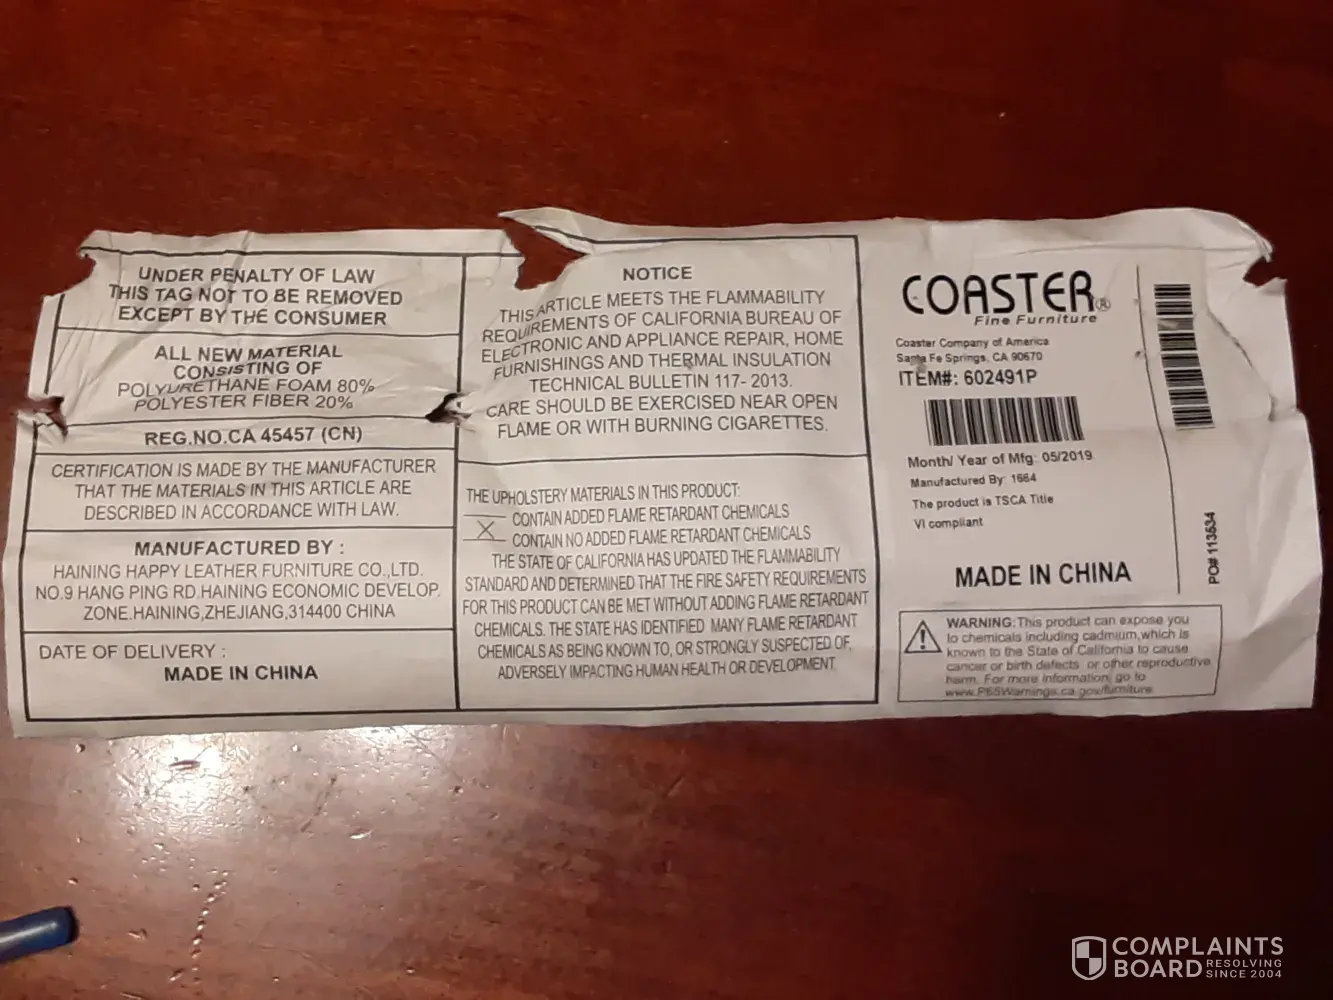 UNDER PENALTY OF LAW
THIS TAG NOT TO BE REMOVED
EXCEPT BY THE CONSUMER
ALL NEW MATERIAL
CONSISTING OF
POLYURETHANE FOAM 80%
POLYESTER FIBER 20%
REG.NO.CA 45457 (CN)
CERTIFICATION IS MADE BY THE MANUFACTURER
THAT THE MATERIALS IN THIS ARTICLE ARE
DESCRIBED IN ACCORDANCE WITH LAW.
MANUFACTURED BY :
HAINING HAPPY LEATHER FURNITURE CO.,LTD.
NO.9 HANG PING RD.HAINING ECONOMIC DEVELOP.
ZONE.HAINING,ZHEJIANG,314400 CHINA
DATE OF DELIVERY :
MADE IN CHINA
NOTICE
THIS ARTICLE MEETS THE FLAMMABILITY
REQUIREMENTS OF CALIFORNIA BUREAU OF
ELECTRONIC AND APPLIANCE REPAIR, HOME
FURNISHINGS AND THERMAL INSULATION
TECHNICAL BULLETIN 117- 2013.
CARE SHOULD BE EXERCISED NEAR OPEN
FLAME OR WITH BURNING CIGARETTES.
THE UPHOLSTERY MATERIALS IN THIS PRODUCT:
CONTAIN ADDED FLAME RETARDANT CHEMICALS
X CONTAIN NO ADDED FLAME RETARDANT CHEMICALS
THE STATE OF CALIFORNIA HAS UPDATED THE FLAMMABILITY
STANDARD AND DETERMINED THAT THE FIRE SAFETY REQUIREMENTS
FOR THIS PRODUCT CAN BE MET WITHOUT ADDING FLAME RETARDANT
CHEMICALS. THE STATE HAS IDENTIFIED MANY FLAME RETARDANT
CHEMICALS AS BEING KNOWN TO, OR STRONGLY SUSPECTED OF,
ADVERSELY IMPACTING HUMAN HEALTH OR DEVELOPMENT.
COASTER®
Fine Furniture
Coaster Company of America
Santa Fe Springs, CA 90670
ITEM#: 602491P
Month/ Year of Mfg: 05/2019
Manufactured By: 1664
The product is TSCA Title
VI compliant
MADE IN CHINA
PO# 113534
WARNING: This product can expose you
to chemicals including cadmium,which is
known to the State of California to cause
cancer or birth defects or other reproductive
harm. For more information, go to
www.P65Warnings.ca.gov/furniture
COMPLAINTS
BOARD RESOLVING
SINCE 2004